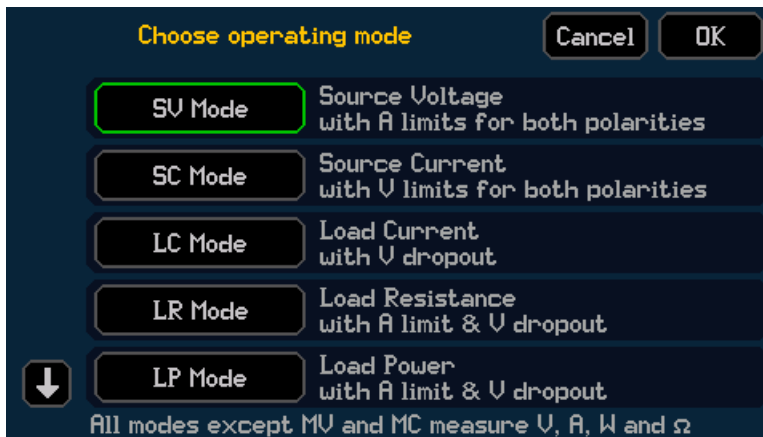 Choose operating mode
Cancel
OK
SV Mode
Source Voltage
with A limits for both polarities
SC Mode
Source Current
with V limits for both polarities
LC Mode
Load Current
with V dropout
LR Mode
Load Resistance
with A limit & V dropout
LP Mode
Load Power
with A limit & V dropout
All modes except MV and MC measure V, A, W and Ω